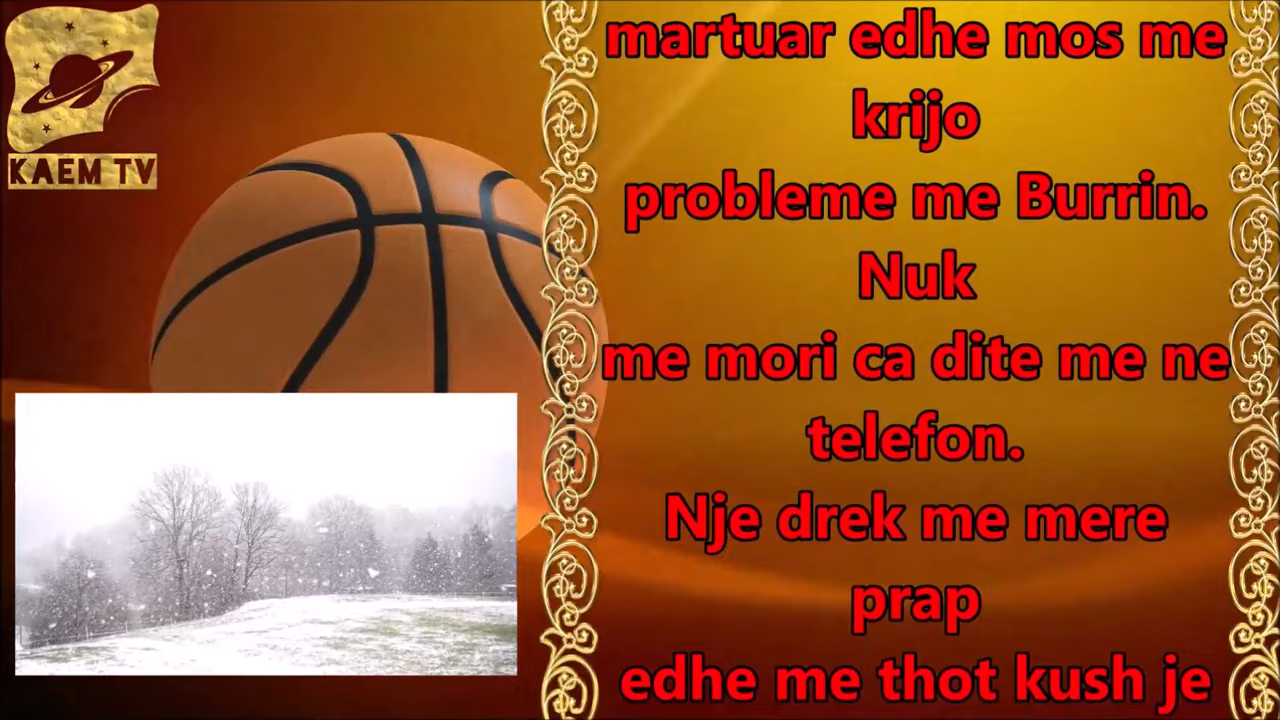 KAEM TV
martuar edhe mos me
krijo
probleme me Burrin.
Nuk
me mori ca dite me ne
telefon.
Nje drek me mere
prap
edhe me thot kush je